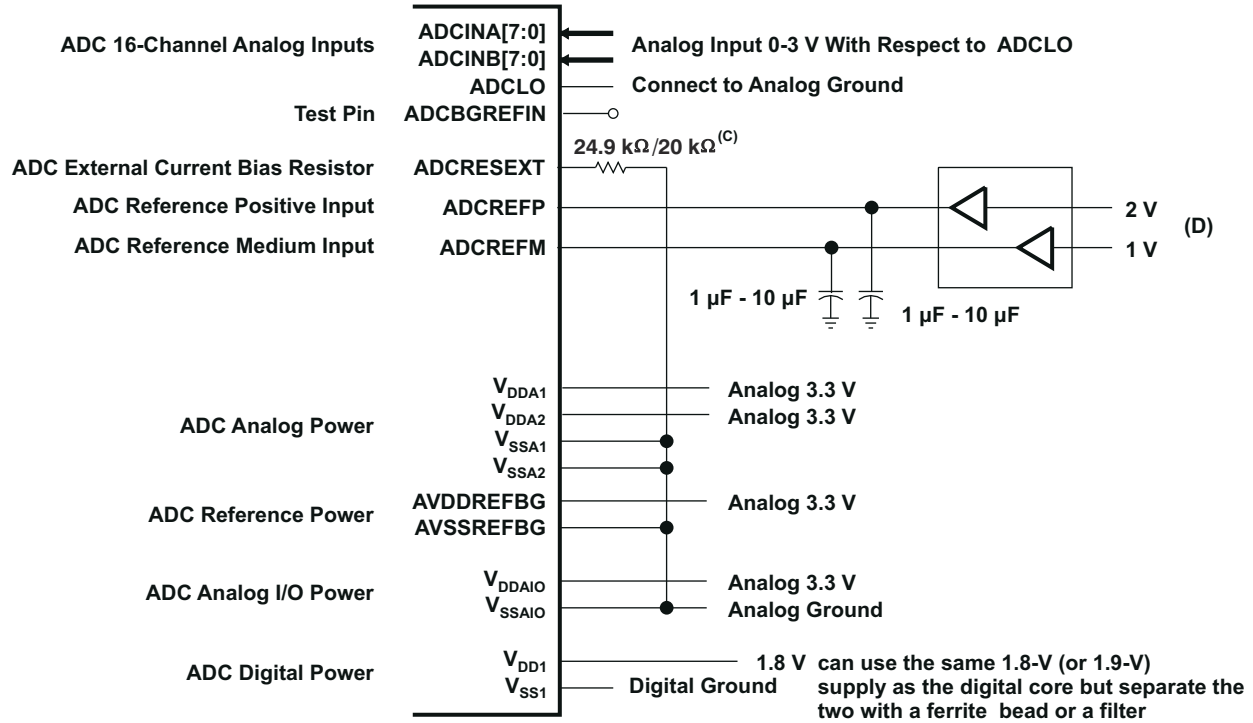 ADC 16-Channel Analog Inputs
ADCINA[7:0]
ADCINB[7:0]
Analog Input 0-3 V With Respect to ADCLO
ADCLO
Connect to Analog Ground
Test Pin
ADCBGREFIN
24.9 kΩ/20 kΩ(C)
ADC External Current Bias Resistor
ADCRESEXT
ADC Reference Positive Input
ADCREFP
2 V
(D)
ADC Reference Medium Input
ADCREFM
1 V
1 µF - 10 µF
1 µF - 10 µF
ADC Analog Power
VDDA1
Analog 3.3 V
VDDA2
Analog 3.3 V
VSSA1
VSSA2
ADC Reference Power
AVDDREFBG
Analog 3.3 V
AVSSREFBG
ADC Analog I/O Power
VDDAIO
Analog 3.3 V
VSSAIO
Analog Ground
ADC Digital Power
VDD1
1.8 V can use the same 1.8-V (or 1.9-V)
VSS1
Digital Ground
supply as the digital core but separate the
two with a ferrite bead or a filter